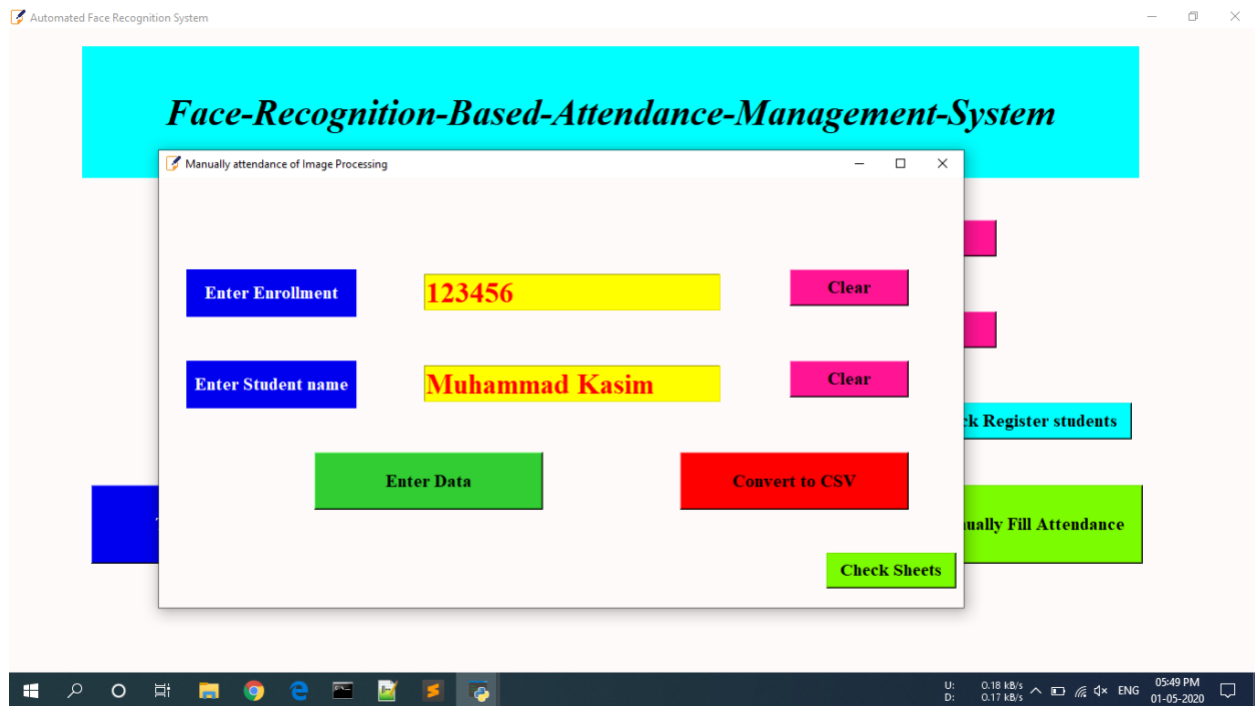 Automated Face Recognition System
Face-Recognition-Based-Attendance-Management-System
Manually attendance of Image Processing
Enter Enrollment
123456
Clear
Enter Student name
Muhammad Kasim
Clear
k Register students
Enter Data
Convert to CSV
ually Fill Attendance
Check Sheets
U: 0.18 kB/s
D: 0.17 kB/s
ENG
05:49 PM
01-05-2020